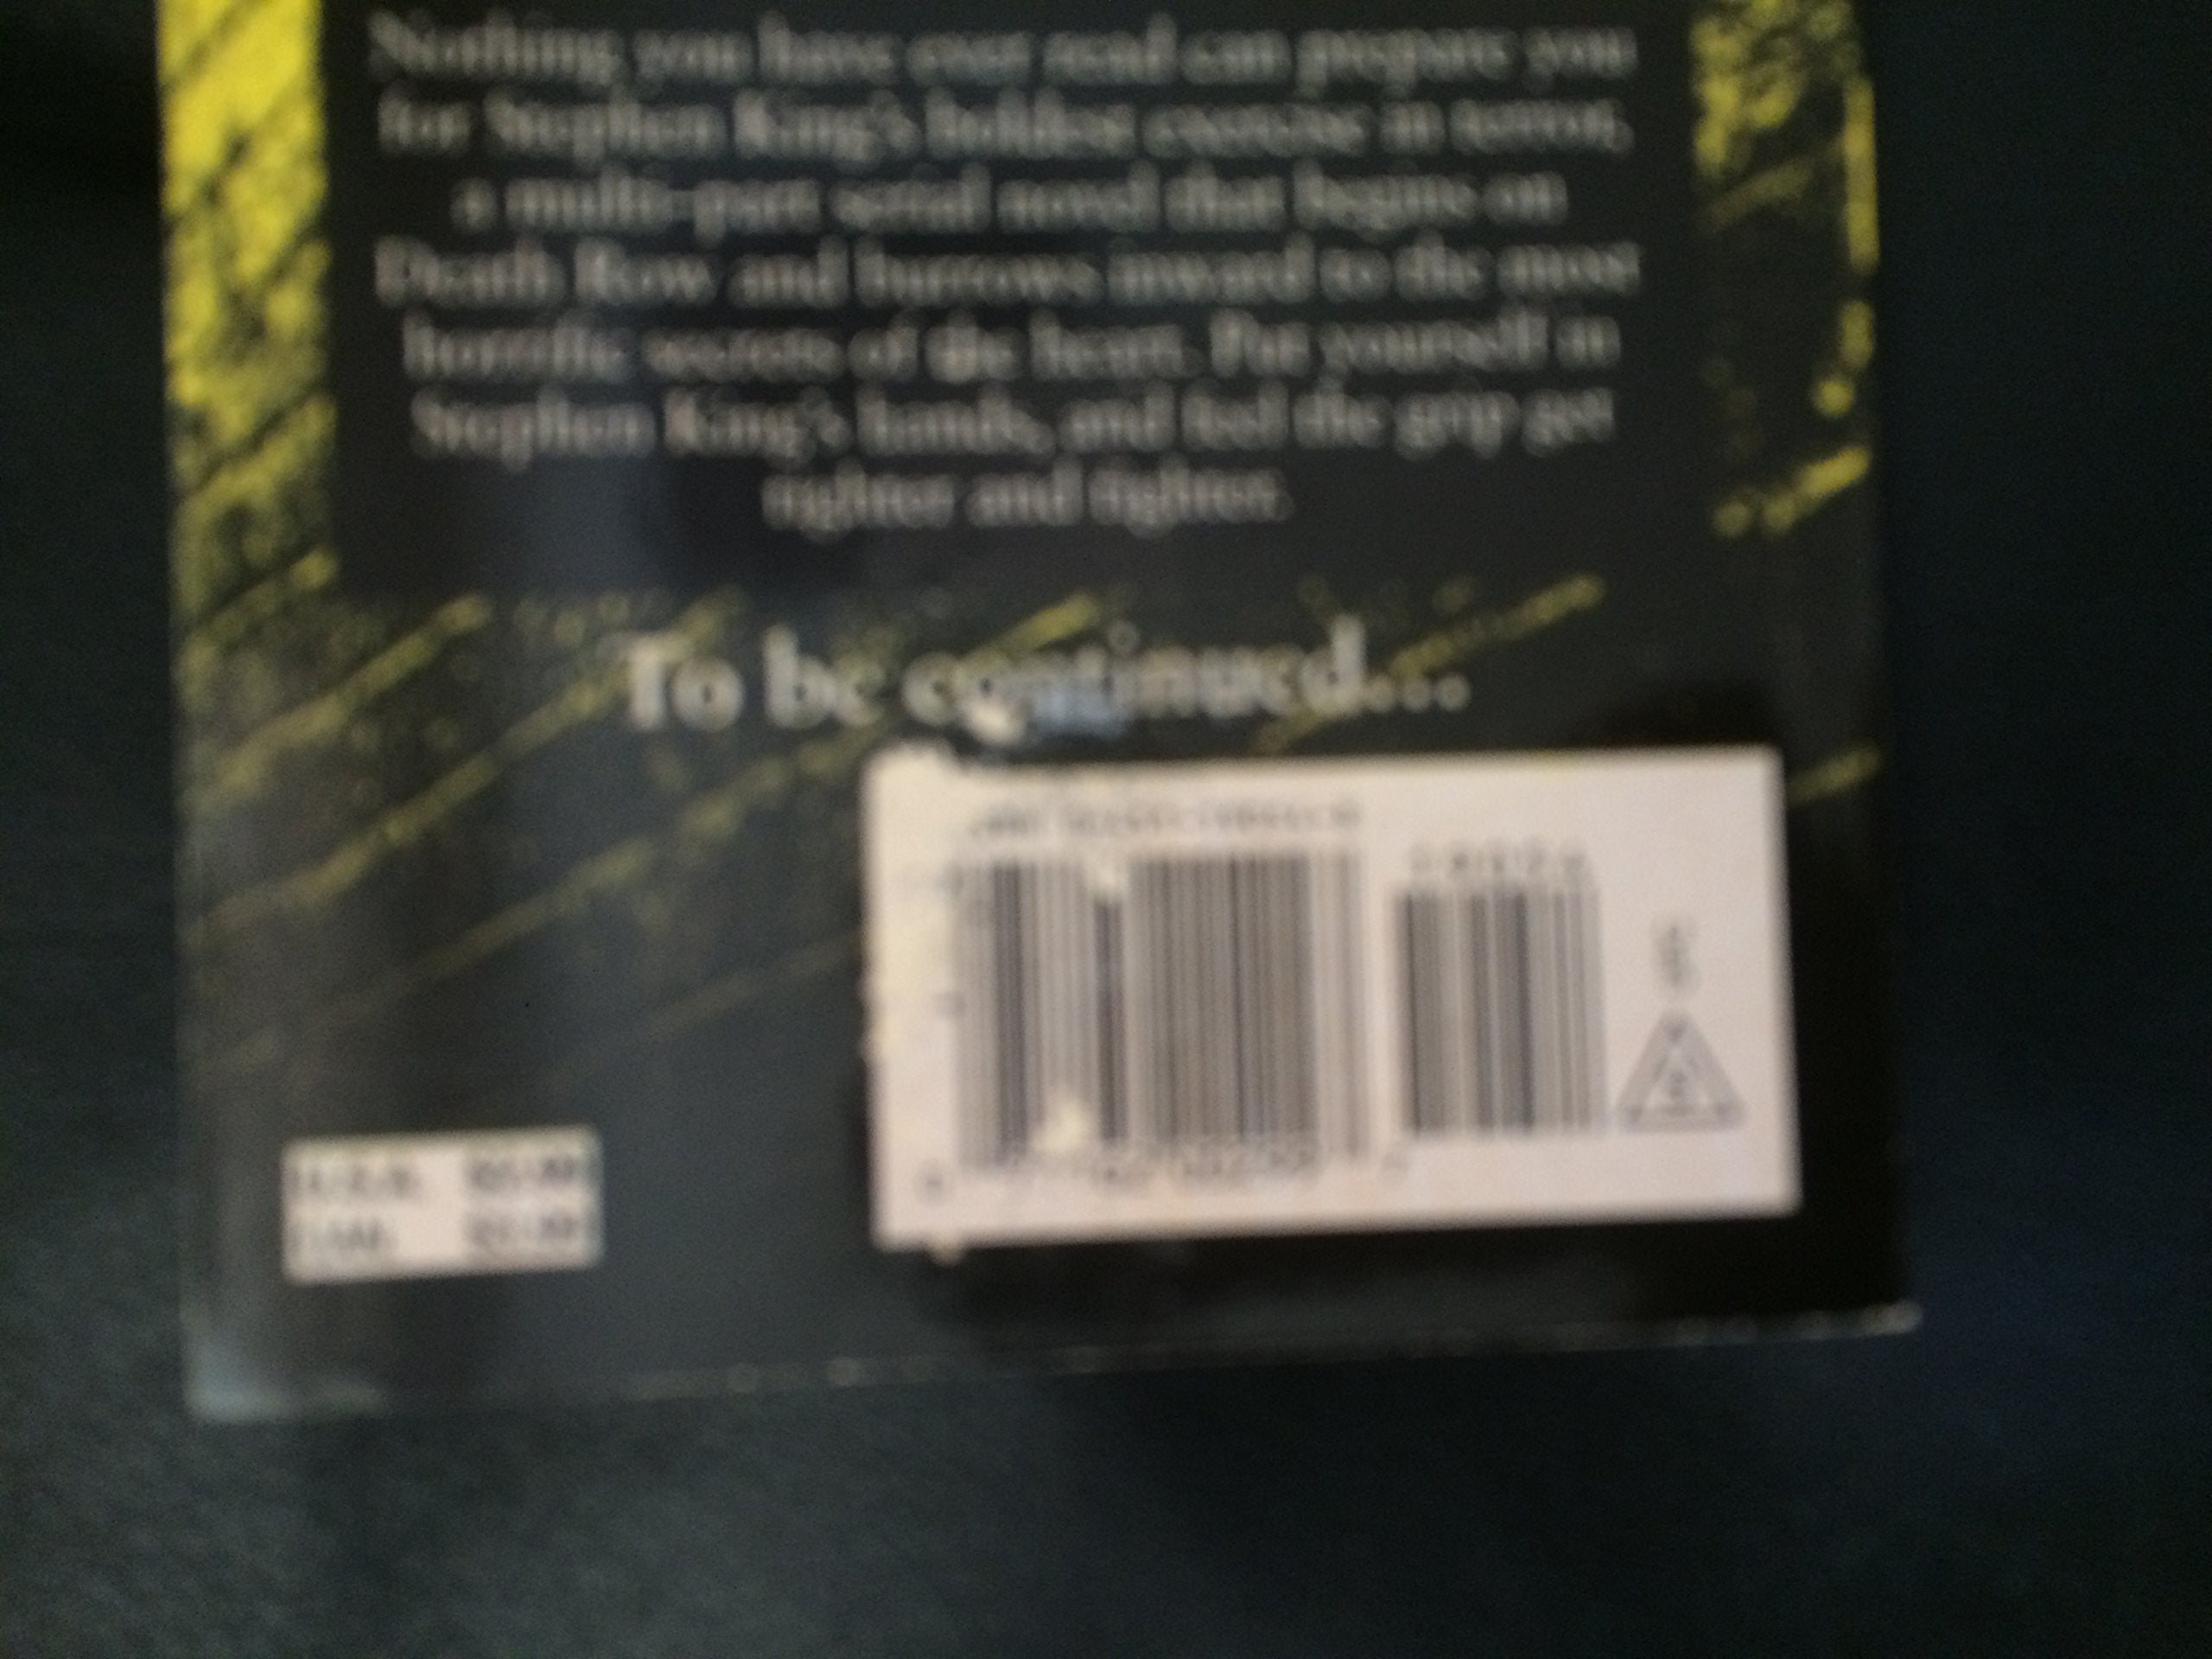 Nothing you have ever read can prepare you
for Stephen King's boldest exercise in terror,
a multi-part serial novel that begins on
Death Row and burrows inward to the most
horrific secrets of the heart. Put yourself in
Stephen King's hands, and feel the grip get
tighter and tighter.
To be continued...